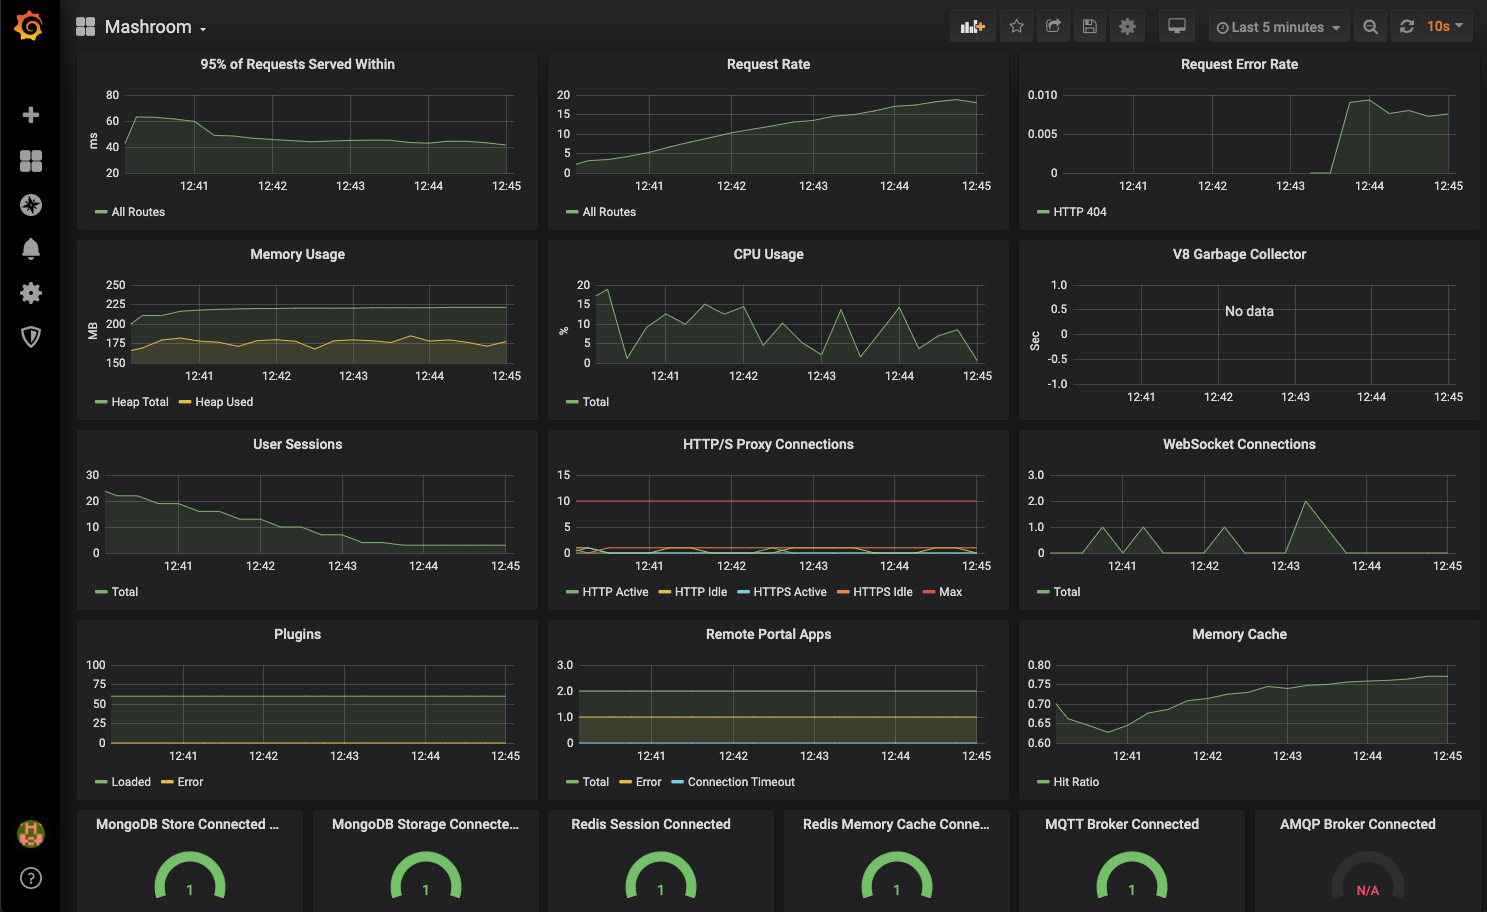 Mashroom
Last 5 minutes
10s
95% of Requests Served Within
80
60
40
20
ms
12:41 12:42 12:43 12:44 12:45
All Routes
Request Rate
20
15
10
5
0
12:41 12:42 12:43 12:44 12:45
All Routes
Request Error Rate
0.010
0.005
0
12:41 12:42 12:43 12:44 12:45
HTTP 404
Memory Usage
250
225
200
175
150
MB
12:41 12:42 12:43 12:44 12:45
Heap Total Heap Used
CPU Usage
20
15
10
5
0
%
12:41 12:42 12:43 12:44 12:45
Total
V8 Garbage Collector
1.0
0.5
0
-0.5
-1.0
Sec
No data
12:41 12:42 12:43 12:44 12:45
User Sessions
30
20
10
0
12:41 12:42 12:43 12:44 12:45
Total
HTTP/S Proxy Connections
15
10
5
0
12:41 12:42 12:43 12:44 12:45
HTTP Active HTTP Idle HTTPS Active HTTPS Idle Max
WebSocket Connections
3.0
2.0
1.0
0
12:41 12:42 12:43 12:44 12:45
Total
Plugins
100
75
50
25
0
12:41 12:42 12:43 12:44 12:45
Loaded Error
Remote Portal Apps
3.0
2.0
1.0
0
12:41 12:42 12:43 12:44 12:45
Total Error Connection Timeout
Memory Cache
0.80
0.75
0.70
0.65
0.60
12:41 12:42 12:43 12:44 12:45
Hit Ratio
MongoDB Store Connected ...
1
MongoDB Storage Connecte...
1
Redis Session Connected
1
Redis Memory Cache Conne...
1
MQTT Broker Connected
1
AMQP Broker Connected
N/A
?